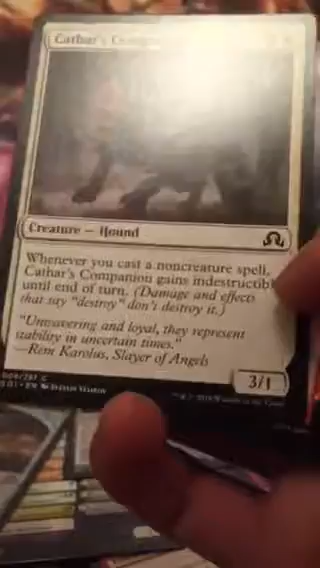 Cathar's Compan
Creature — Hound
Whenever you cast a noncreature spell,
Cathar's Companion gains indestructib
until end of turn. (Damage and effects
that say "destroy" don't destroy it.)
"Unwavering and loyal, they represent
stability in uncertain times."
—Rem Karolus, Slayer of Angels
3/1